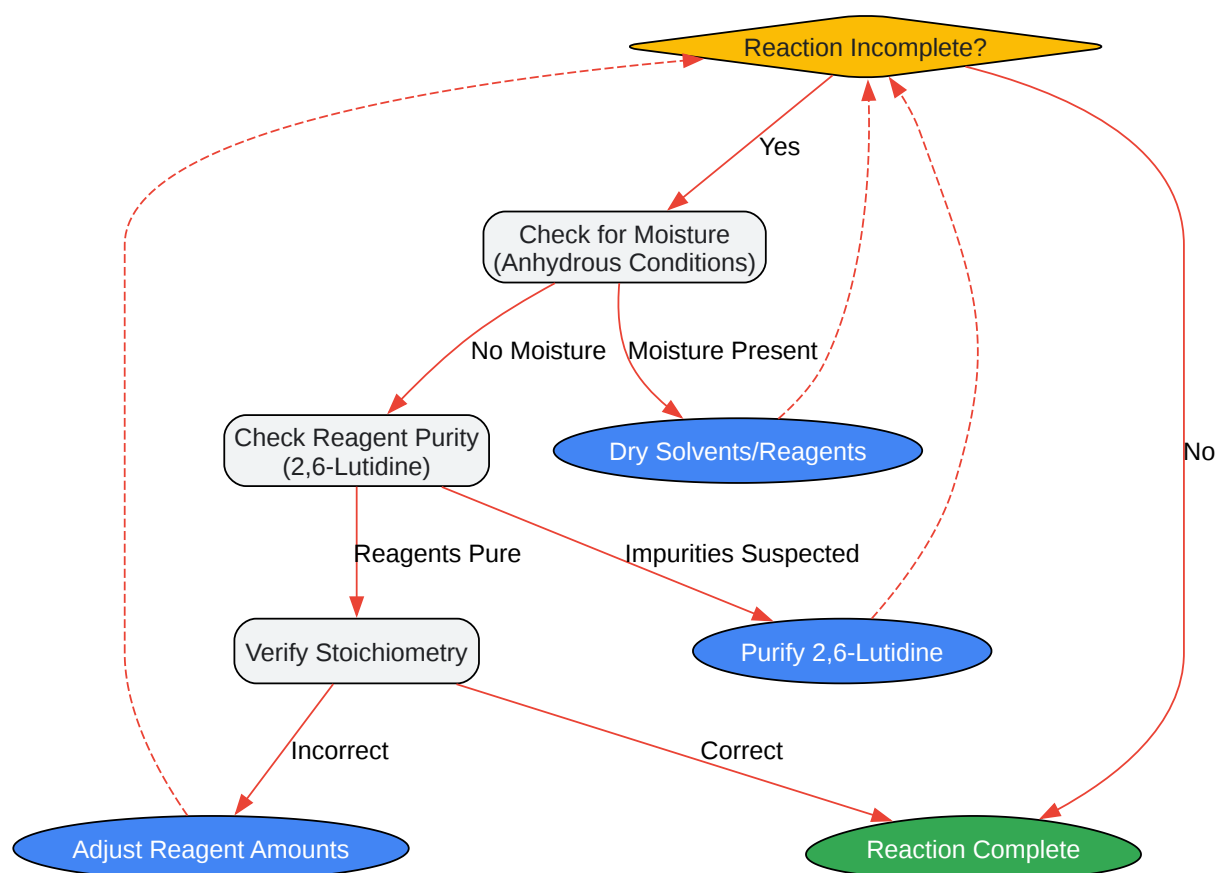 Reaction Incomplete?
Yes
Check for Moisture
(Anhydrous Conditions)
No Moisture
Moisture Present
Check Reagent Purity
(2,6-Lutidine)
Dry Solvents/Reagents
No
Reagents Pure
Impurities Suspected
Verify Stoichiometry
Purify 2,6-Lutidine
Incorrect
Correct
Adjust Reagent Amounts
Reaction Complete